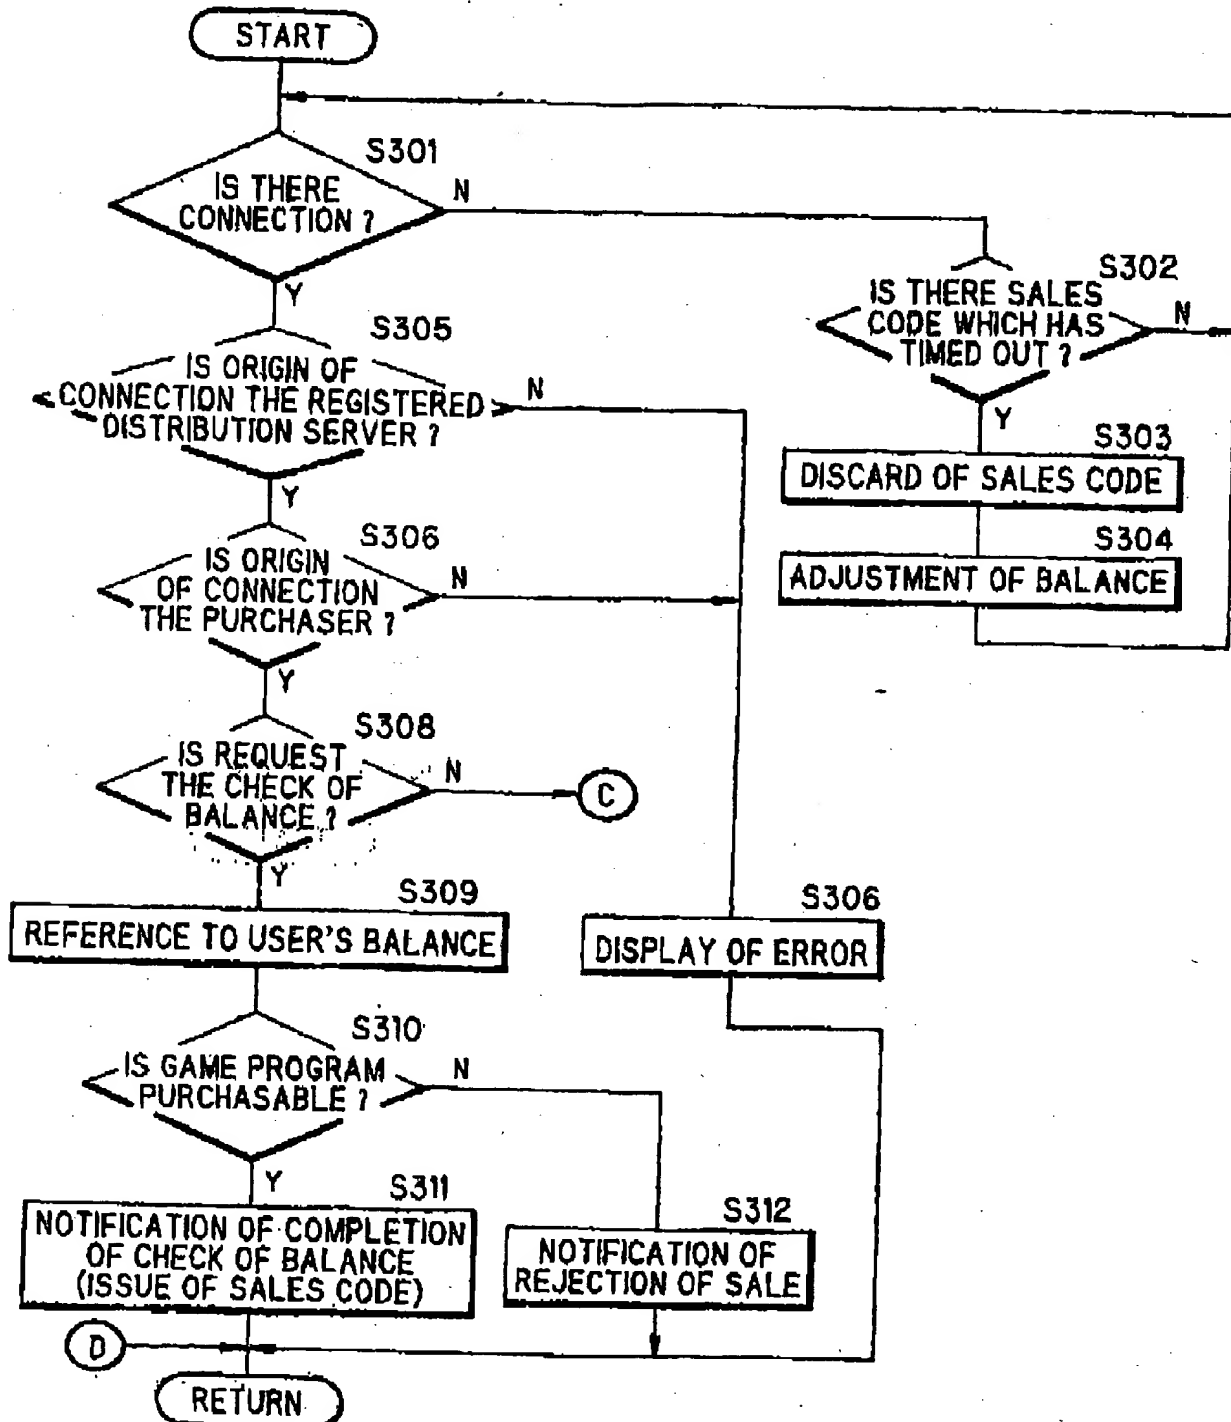 START
S301
IS THERE
CONNECTION ?
N
Y
S302
IS THERE SALES
CODE WHICH HAS
TIMED OUT ?
N
Y
S303
DISCARD OF SALES CODE
S304
ADJUSTMENT OF BALANCE
S305
IS ORIGIN OF
CONNECTION THE REGISTERED
DISTRIBUTION SERVER ?
N
Y
S306
IS ORIGIN
OF CONNECTION
THE PURCHASER ?
N
Y
S308
IS REQUEST
THE CHECK OF
BALANCE ?
N
C
Y
S309
REFERENCE TO USER'S BALANCE
S306
DISPLAY OF ERROR
S310
IS GAME PROGRAM
PURCHASABLE ?
N
Y
S311
NOTIFICATION OF COMPLETION
OF CHECK OF BALANCE
(ISSUE OF SALES CODE)
S312
NOTIFICATION OF
REJECTION OF SALE
D
RETURN